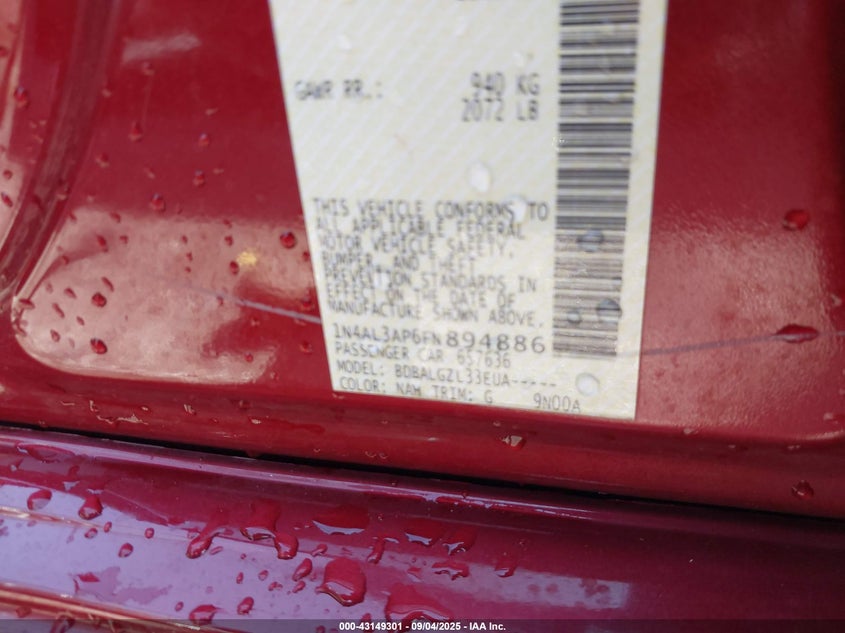 GAWR RR.: 940 KG
2072 LB
THIS VEHICLE CONFORMS TO
ALL APPLICABLE FEDERAL
MOTOR VEHICLE SAFETY,
BUMPER, AND THEFT
PREVENTION STANDARDS IN
EFFECT ON THE DATE OF
MANUFACTURE SHOWN ABOVE,
1N4AL3AP6FN894886
PASSENGER CAR 657636
MODEL: BDBALGZL33EUA-----
COLOR: NAH TRIM: G 9N00A
000-43149301 - 09/04/2025 - IAA Inc.